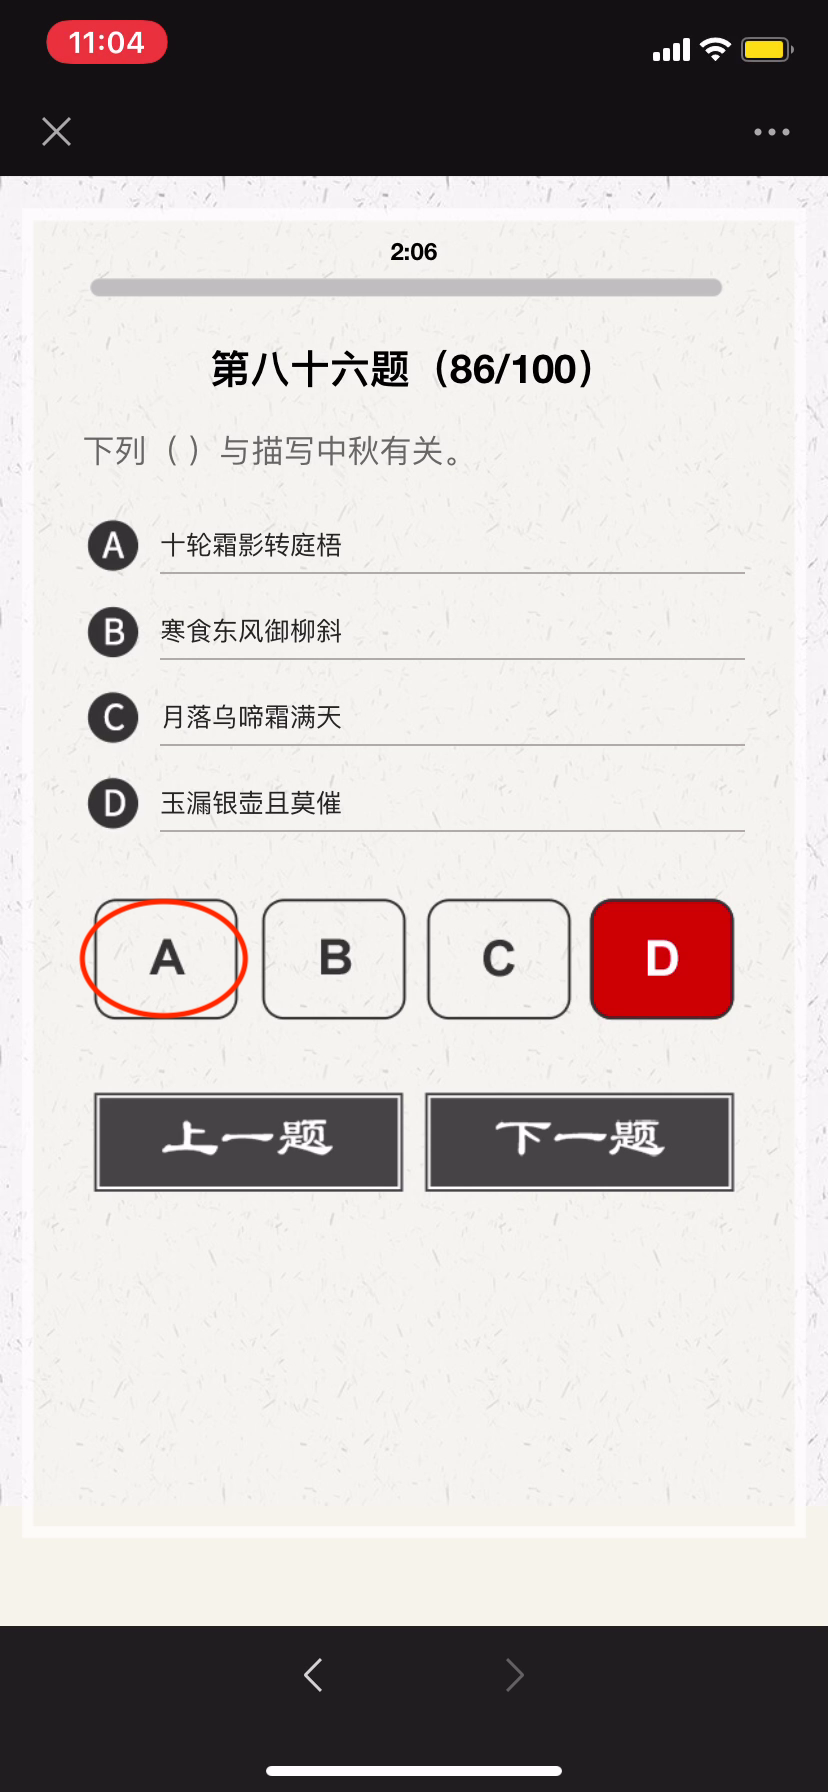 11:04
2:06
第八十六题（86/100）
下列（ ）与描写中秋有关。
A 十轮霜影转庭梧
B 寒食东风御柳斜
C 月落乌啼霜满天
D 玉漏银壶且莫催
A B C D
上一题 下一题